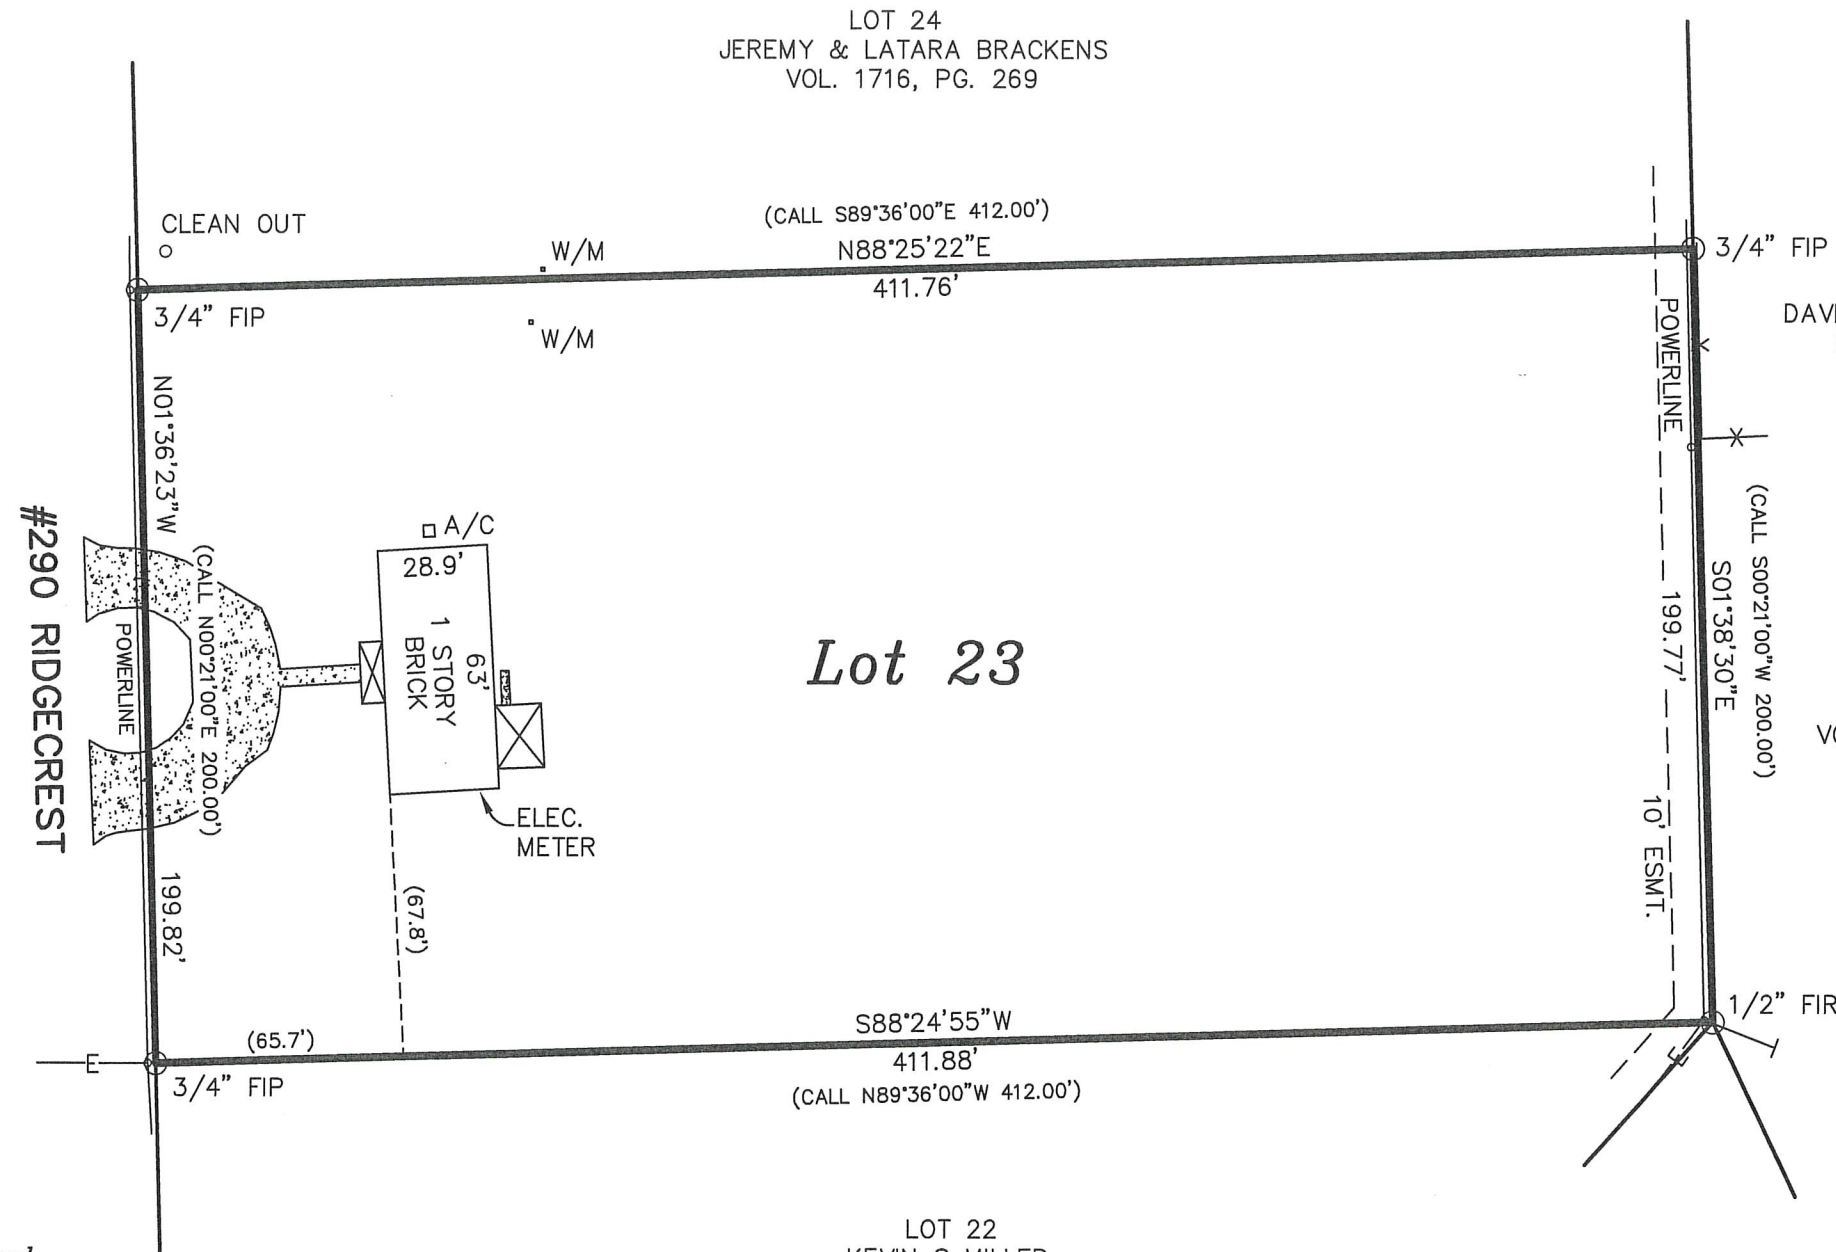 LOT 24
JEREMY & LATARA BRACKENS
VOL. 1716, PG. 269
CLEAN OUT
W/M
(CALL S89°36'00"E 412.00')
N88°25'22"E
411.76'
3/4" FIP
3/4" FIP
W/M
POWERLINE
N01°36'23"W
(CALL N00°21'00"E 200.00')
199.82'
#290 RIDGECREST
POWERLINE
A/C
28.9'
63'
1 STORY
BRICK
Lot 23
ELEC.
METER
(67.8')
(65.7')
199.77'
S01°38'30"E
(CALL S00°21'00"W 200.00')
10' ESMT.
1/2" FIR
S88°24'55"W
411.88'
(CALL N89°36'00"W 412.00')
E
3/4" FIP
E
LOT 22